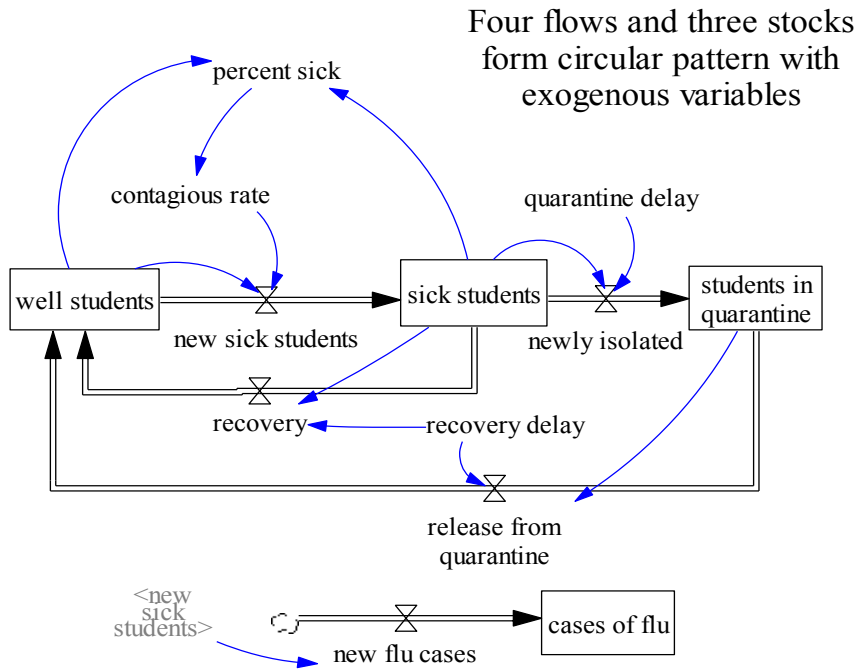 Four flows and three stocks
form circular pattern with
exogenous variables
percent sick
contagious rate
quarantine delay
well students
sick students
students in
quarantine
new sick students
newly isolated
recovery
recovery delay
release from
quarantine
<new
sick
students>
new flu cases
cases of flu